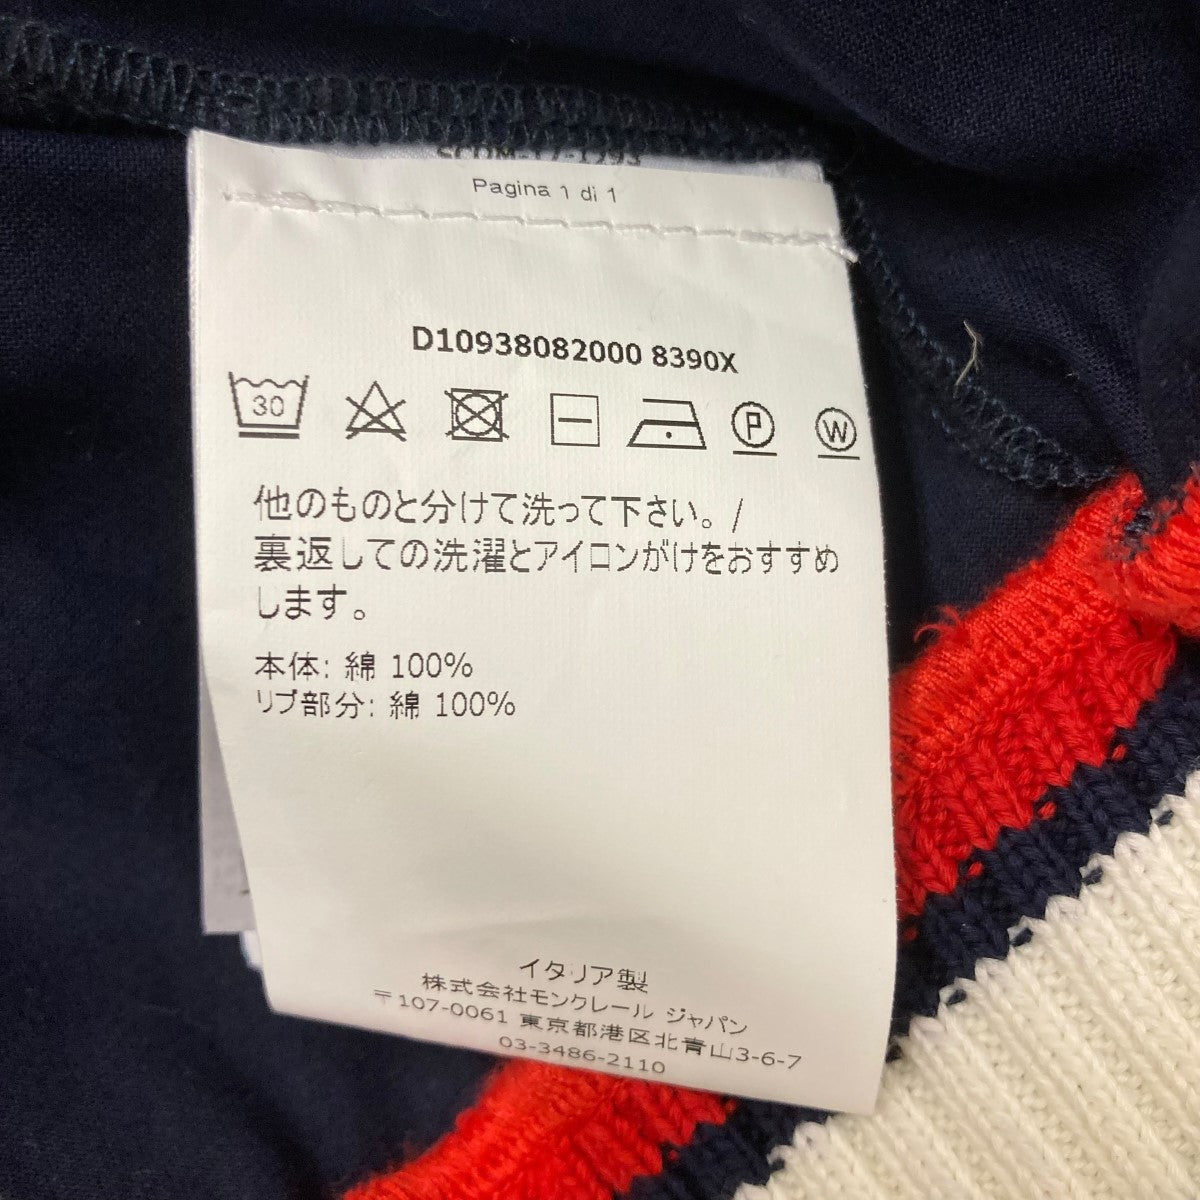 Pagina 1 di 1
D10938082000 8390X
30
P
W
他のものと分けて洗って下さい。/
裏返しての洗濯とアイロンがけをおすすめ
します。
本体: 綿 100%
リブ部分: 綿 100%
イタリア製
株式会社モンクレール ジャパン
〒107-0061 東京都港区北青山3-6-7
03-3486-2110